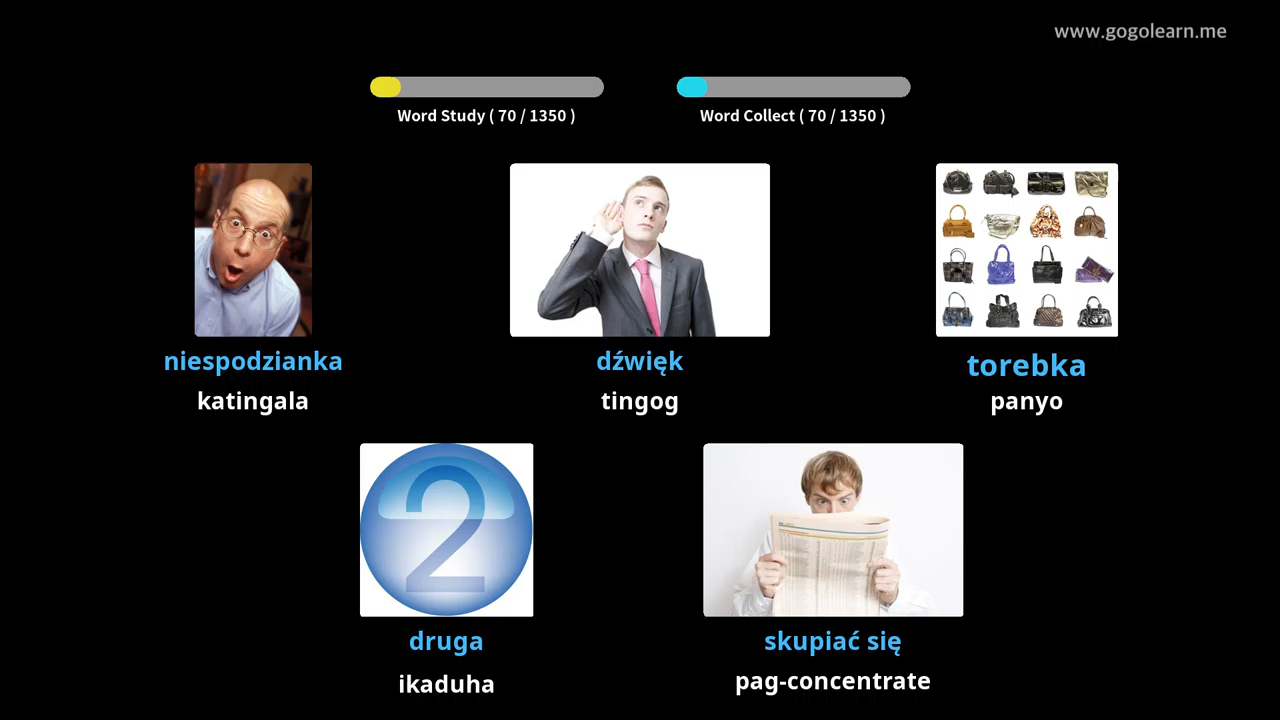 www.gogolearn.me
Word Study ( 70 / 1350 )
Word Collect ( 70 / 1350 )
niespodzianka
katingala
dźwięk
tingog
torebka
panyo
2
druga
ikaduha
skupiać się
pag-concentrate